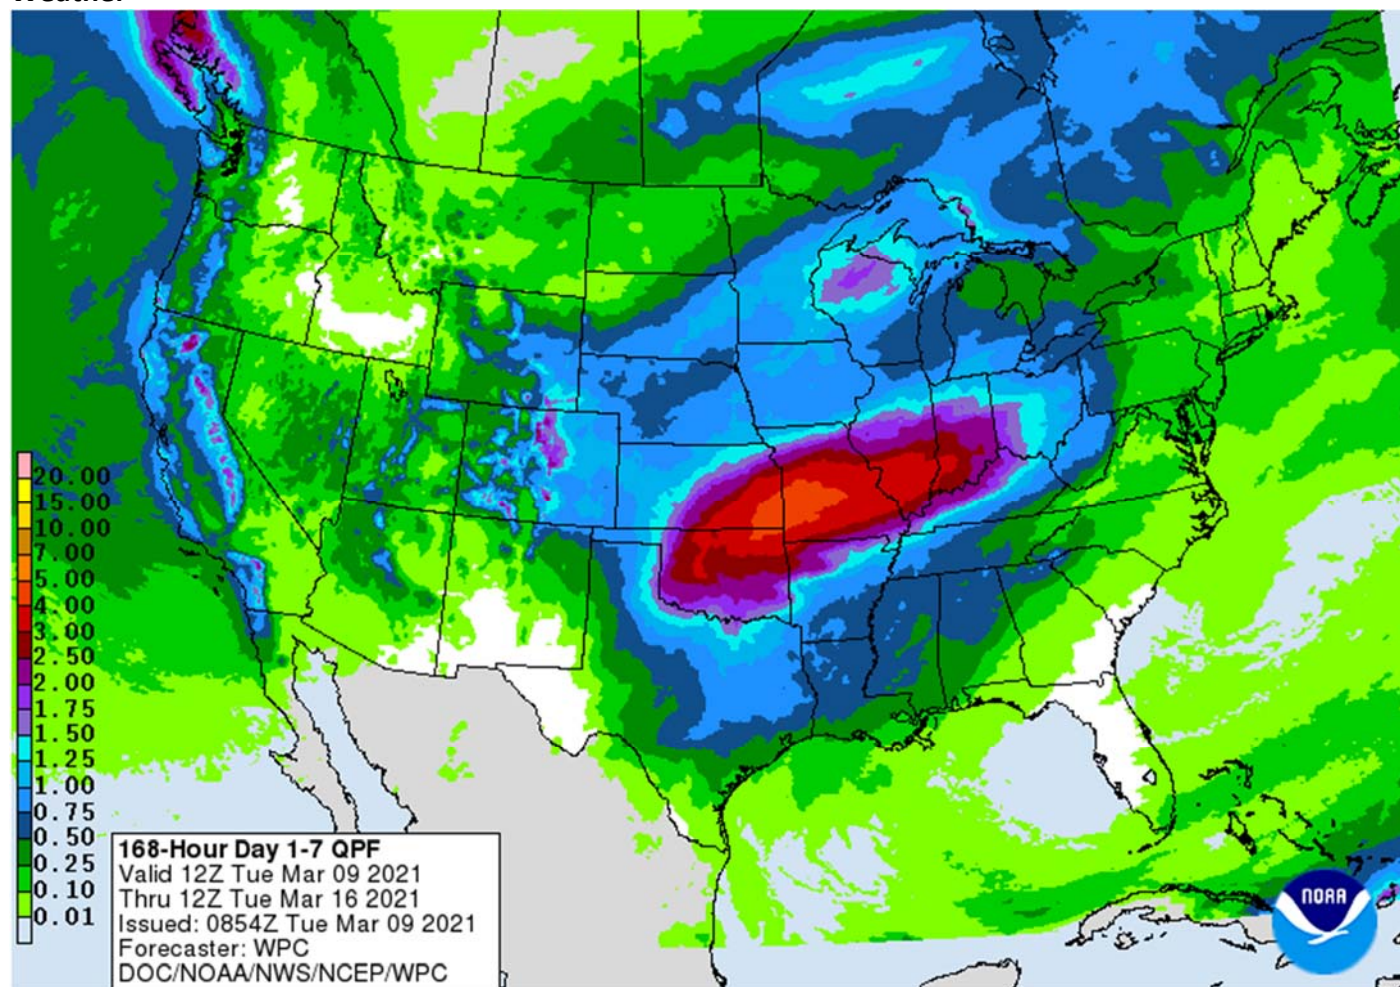 Weather
20.00
15.00
10.00
7.00
5.00
4.00
3.00
2.50
2.00
1.75
1.50
1.25
1.00
0.75
0.50
0.25
0.10
0.01
168-Hour Day 1-7 QPF
Valid 12Z Tue Mar 09 2021
Thru 12Z Tue Mar 16 2021
Issued: 0854Z Tue Mar 09 2021
Forecaster: WPC
DOC/NOAA/NWS/NCEP/WPC
NOAA